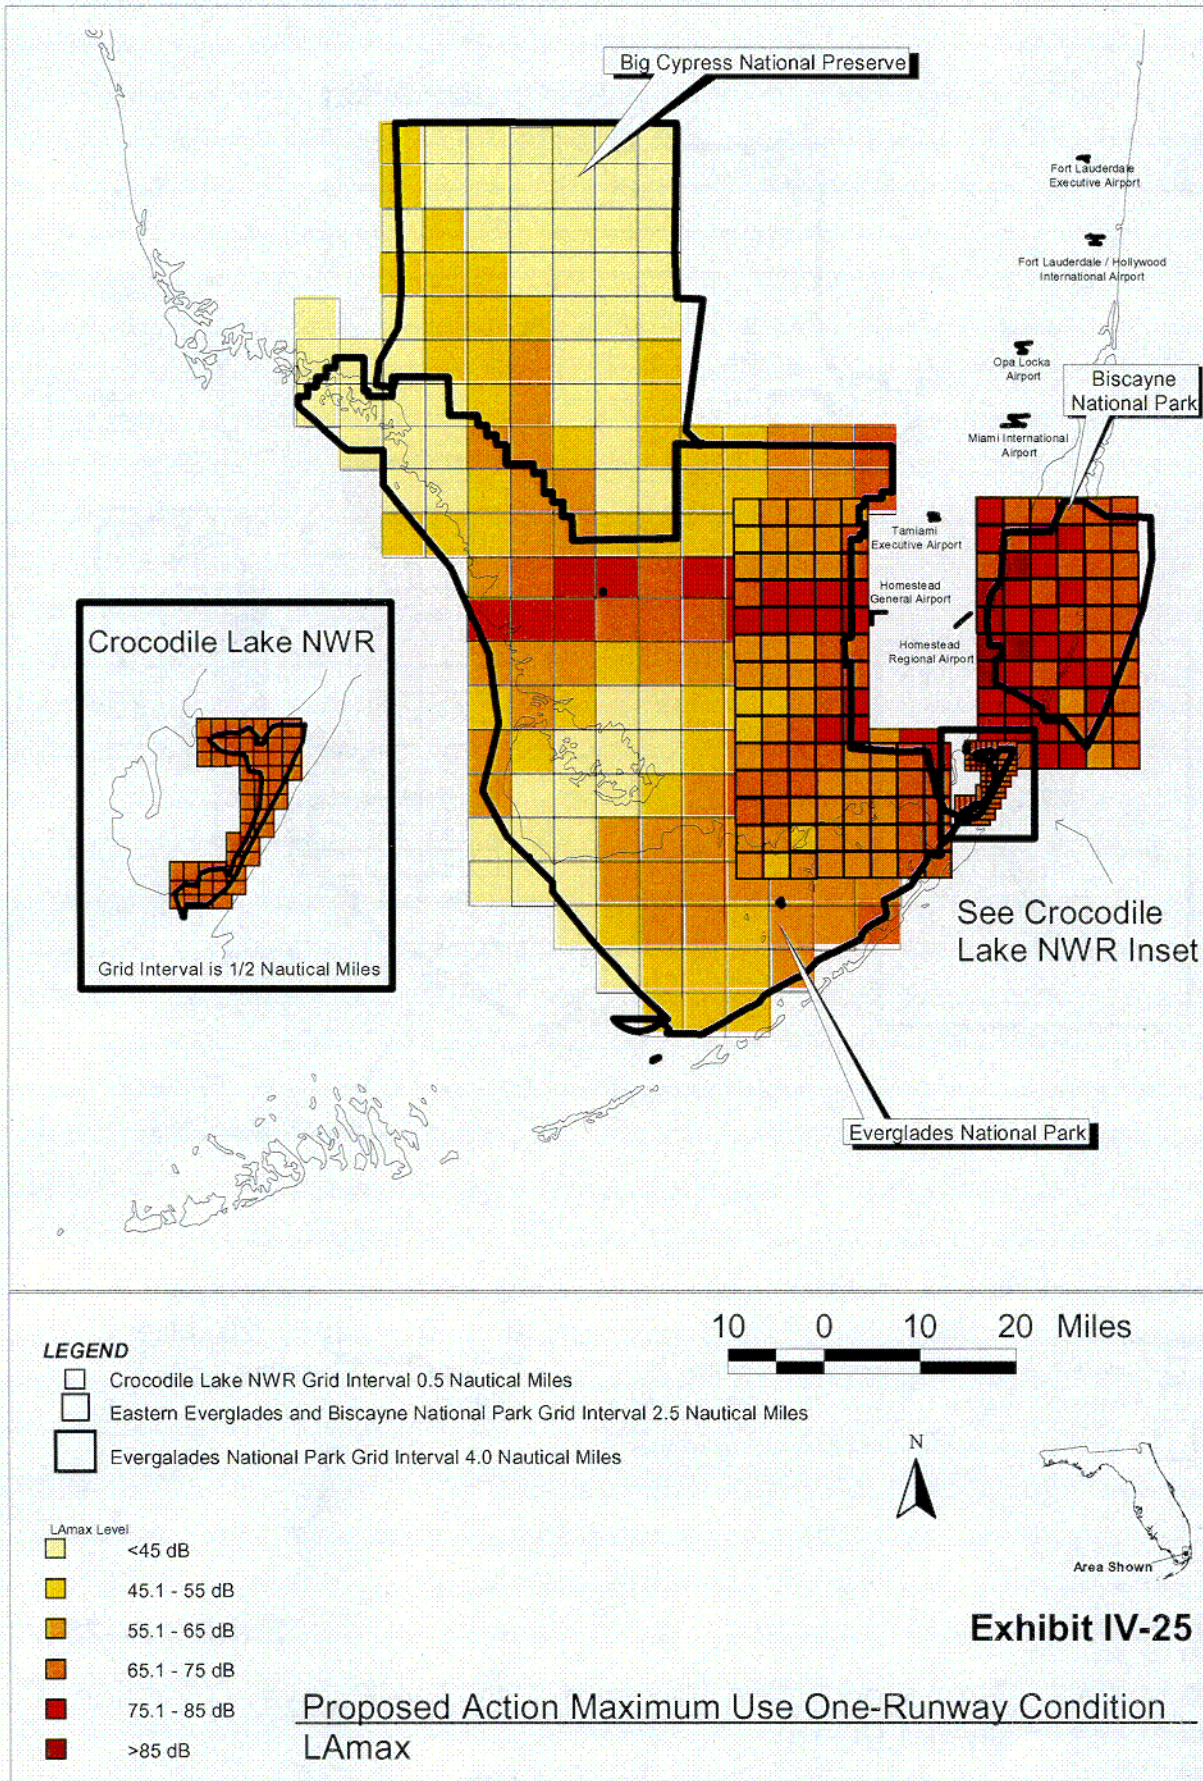 Big Cypress National Preserve
Fort Lauderdale
Executive Airport
Fort Lauderdale / Hollywood
International Airport
Opa Locka
Airport
Biscayne
National Park
Miami International
Airport
Tamiami
Executive Airport
Homestead
General Airport
Homestead
Regional Airport
Crocodile Lake NWR
Grid Interval is 1/2 Nautical Miles
See Crocodile
Lake NWR Inset
Everglades National Park
10 0 10 20 Miles
LEGEND
Crocodile Lake NWR Grid Interval 0.5 Nautical Miles
Eastern Everglades and Biscayne National Park Grid Interval 2.5 Nautical Miles
Evergalades National Park Grid Interval 4.0 Nautical Miles
N
Area Shown
LAmax Level
<45 dB
45.1 - 55 dB
55.1 - 65 dB
65.1 - 75 dB
75.1 - 85 dB
>85 dB
Exhibit IV-25
Proposed Action Maximum Use One-Runway Condition
LAmax